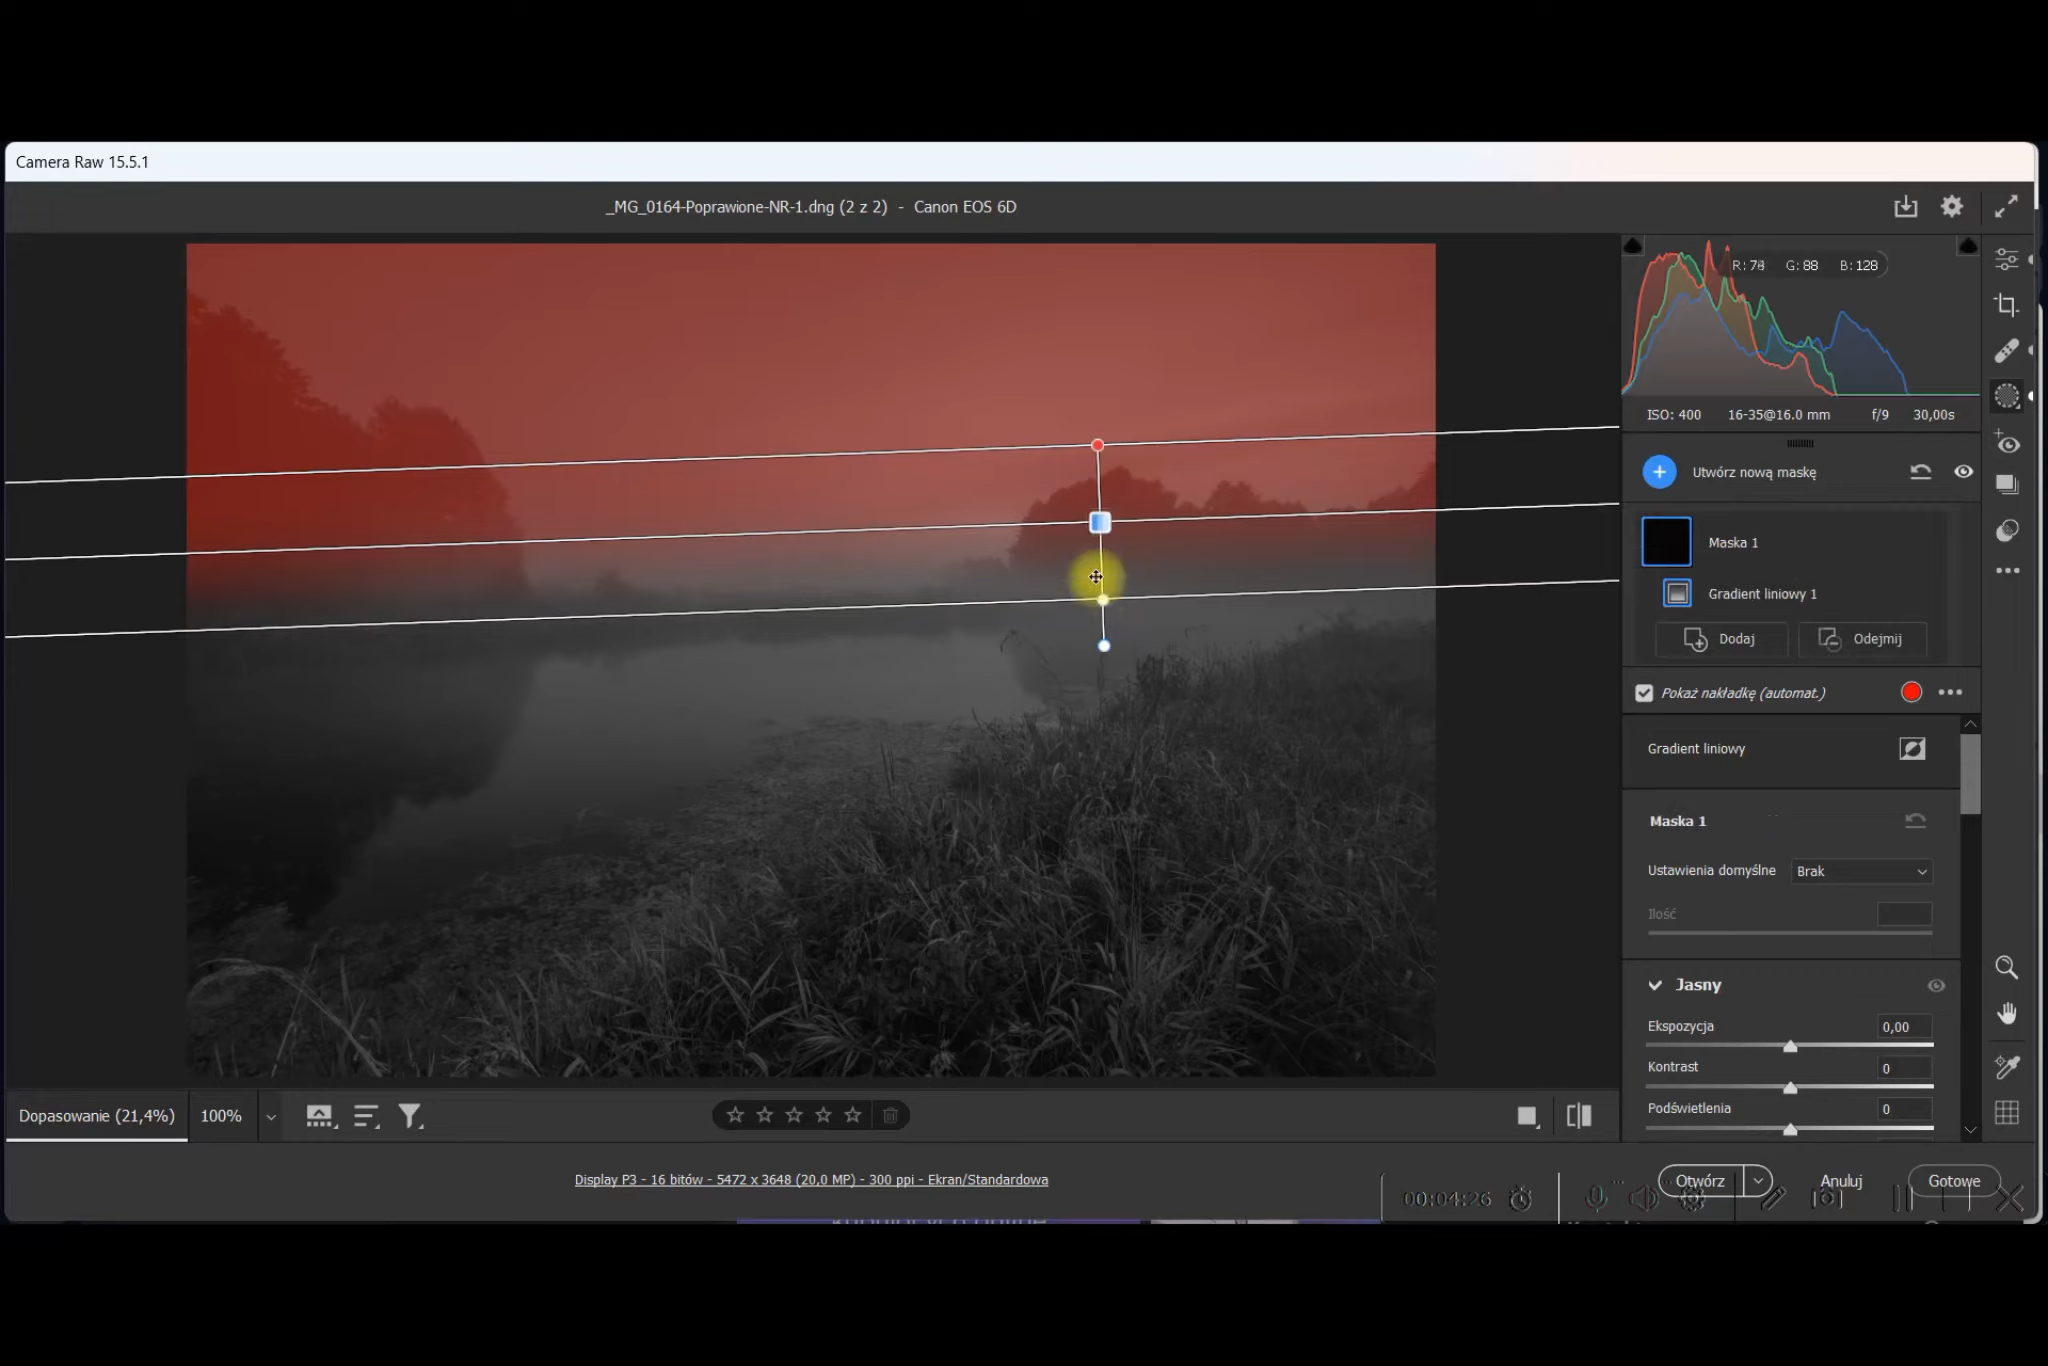 Camera Raw 15.5.1
_MG_0164-Poprawione-NR-1.dng (2 z 2) - Canon EOS 6D
R: 78 G: 88 B: 128
ISO: 400 16-35@16.0 mm f/9 30,00s
Utwórz nową maskę
Maska 1
Gradient liniowy 1
Dodaj Odejmij
Pokaż nakładkę (automat.)
Gradient liniowy
Maska 1
Ustawienia domyślne Brak
Ilość
Jasny
Ekspozycja 0,00
Kontrast 0
Podświetlenia 0
Dopasowanie (21,4%) 100%
Display P3 - 16 bitów - 5472 x 3648 (20,0 MP) - 300 ppi - Ekran/Standardowa
Otwórz Anuluj Gotowe
00:04:26